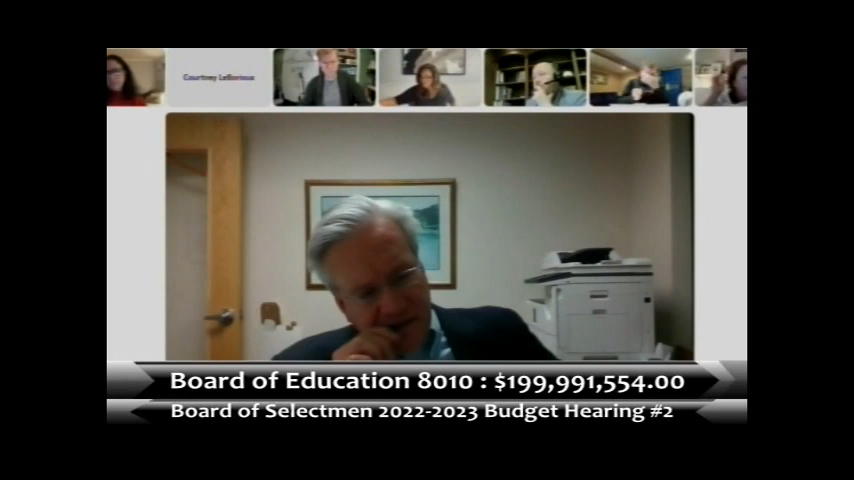 Courtney LeBorious
Board of Education 8010 : $199,991,554.00
Board of Selectmen 2022-2023 Budget Hearing #2